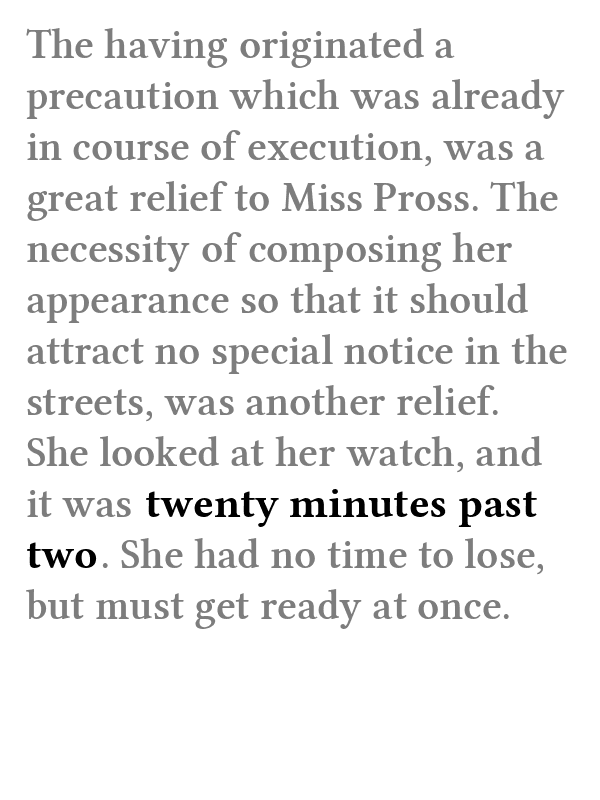 The having originated a
precaution which was already
in course of execution, was a
great relief to Miss Pross. The
necessity of composing her
appearance so that it should
attract no special notice in the
streets, was another relief.
She looked at her watch, and
it was twenty minutes past
two. She had no time to lose,
but must get ready at once.